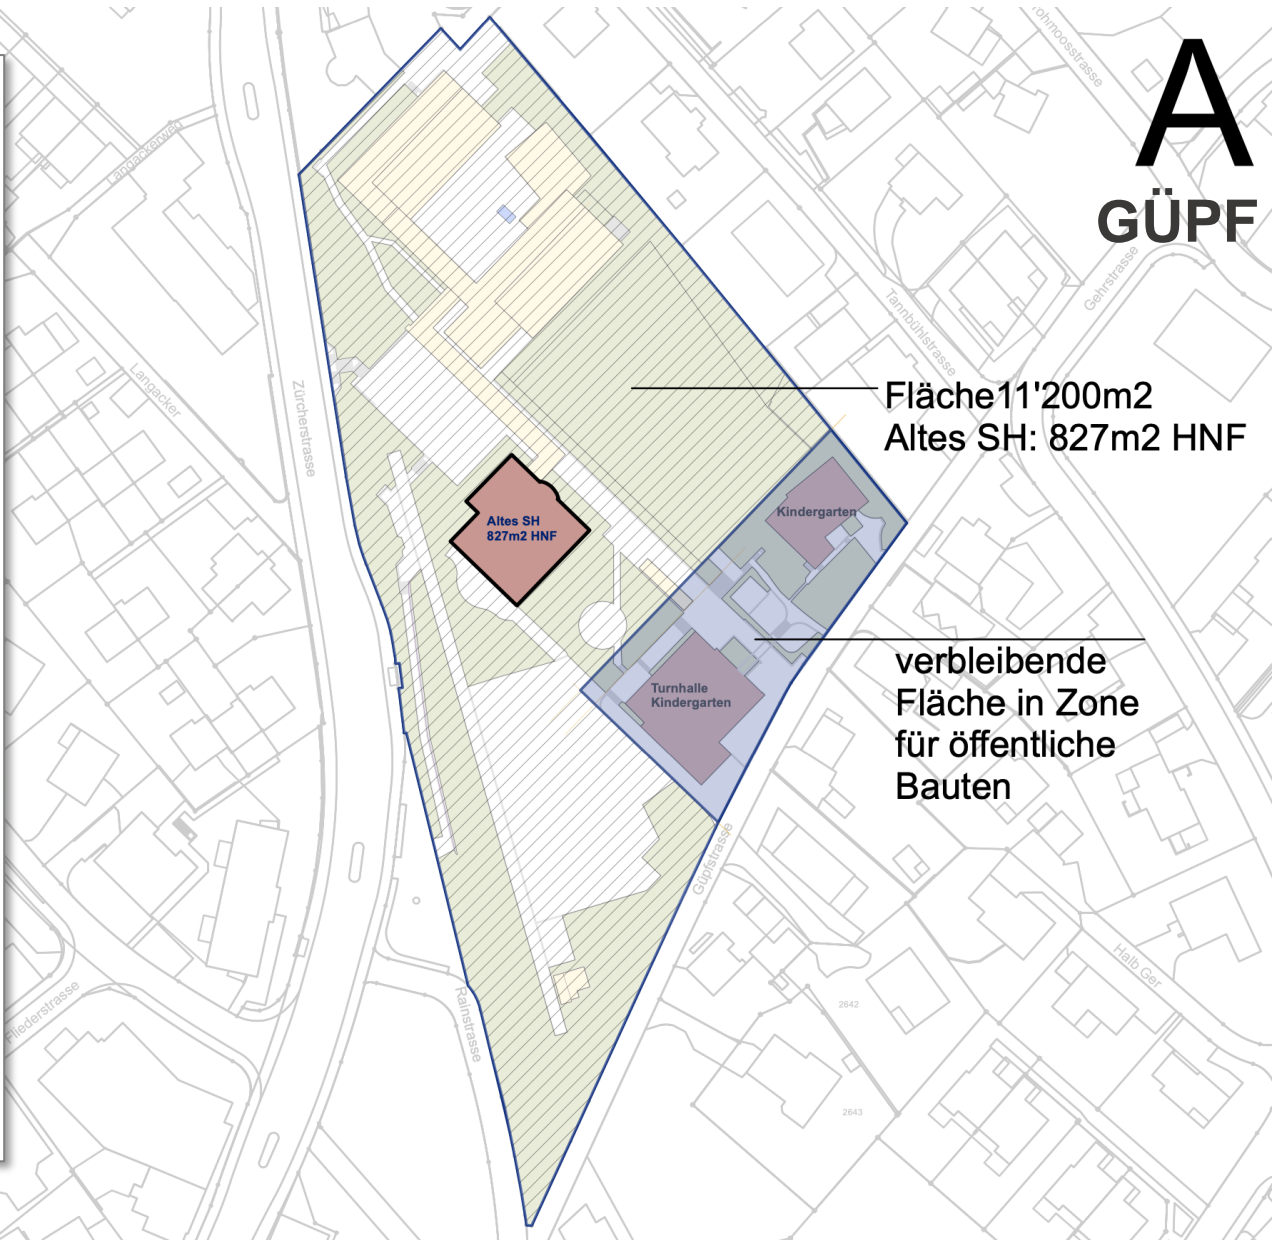 A
GÜPF
Frohmoosstrasse
Langackerweg
Gehrstrasse
Tannbühlstrasse
Langacker
Zürcherstrasse
Fläche11'200m2
Altes SH: 827m2 HNF
Kindergarten
Altes SH
827m2 HNF
verbleibende
Fläche in Zone
für öffentliche
Bauten
Turnhalle
Kindergarten
Güpfstrasse
Halb Ger
Fliederstrasse
Rainstrasse
2642
2643